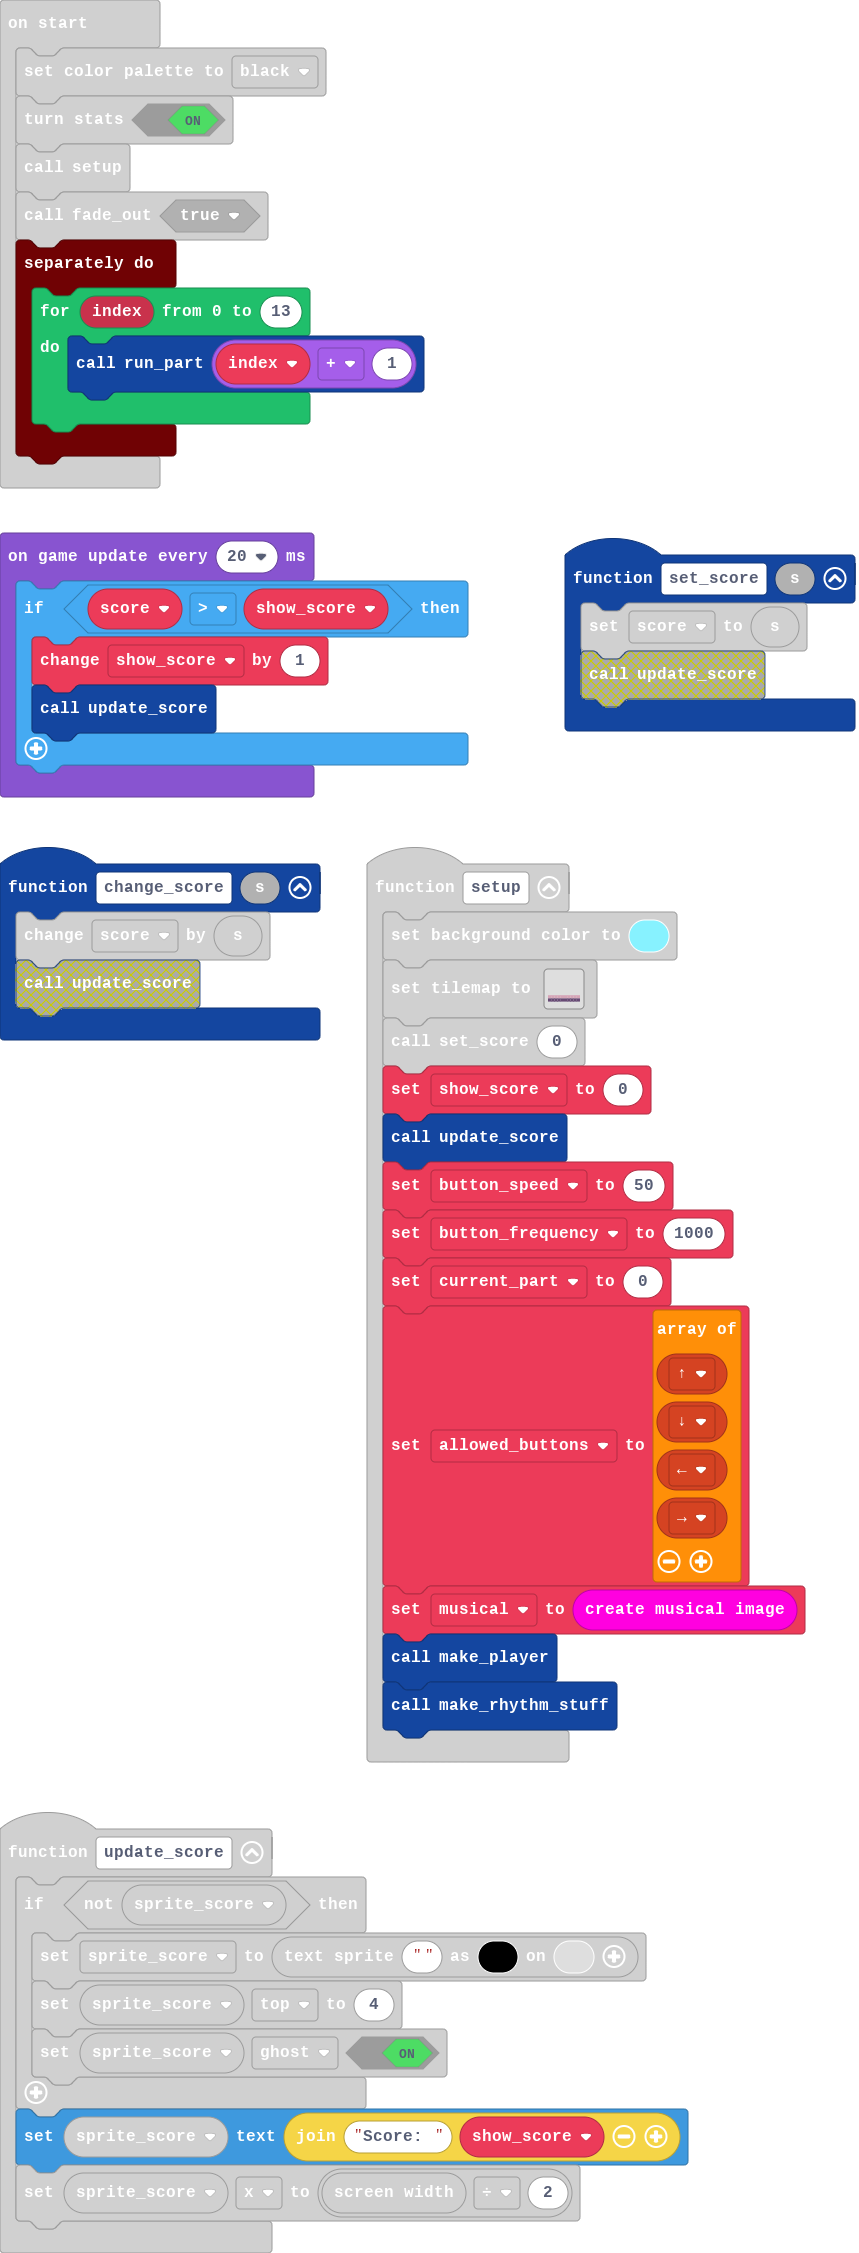 on start
set color palette to black
turn stats ON
call setup
call fade_out true
separately do
for index from 0 to 13
do call run_part index + 1
on game update every 20 ms
if score > show_score then
change show_score by 1
call update_score
function set_score s
set score to s
call update_score
function change_score s
change score by s
call update_score
function setup
set background color to
set tilemap to
call set_score 0
set show_score to 0
call update_score
set button_speed to 50
set button_frequency to 1000
set current_part to 0
set allowed_buttons to array of
↑
↓
←
→
set musical to create musical image
call make_player
call make_rhythm_stuff
function update_score
if not sprite_score then
set sprite_score to text sprite "" as on
set sprite_score top to 4
set sprite_score ghost ON
set sprite_score text join "Score: " show_score
set sprite_score x to screen width ÷ 2